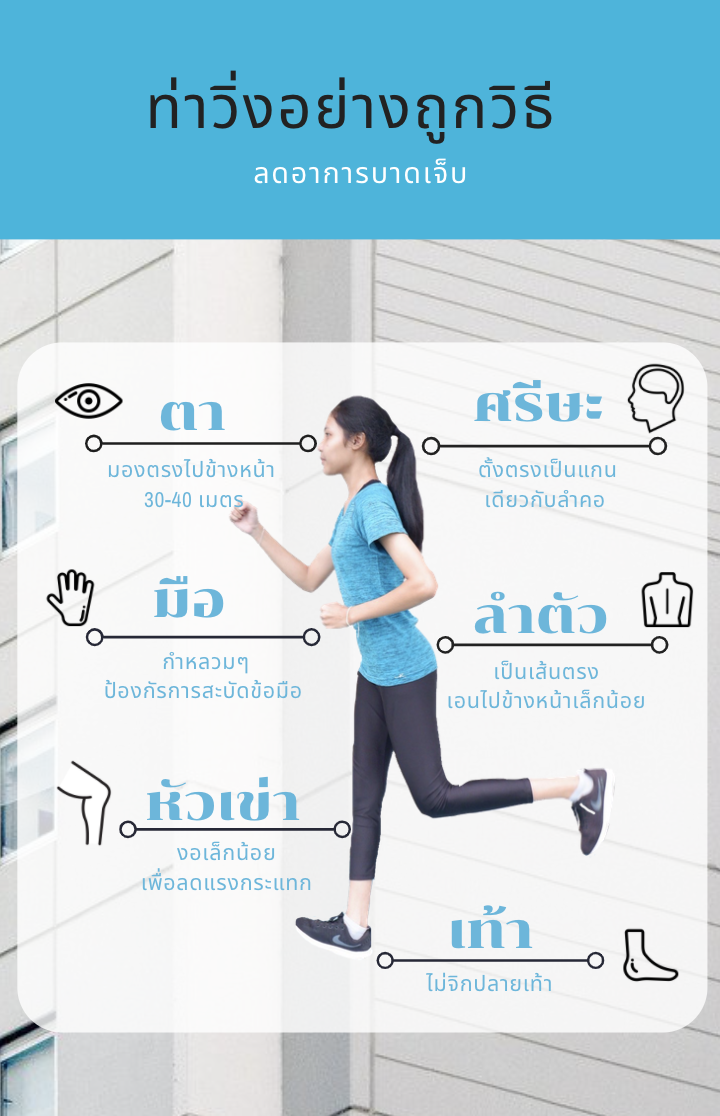 ท่าวิ่งอย่างถูกวิธี
ลดอาการบาดเจ็บ
ตา
มองตรงไปข้างหน้า
30-40 เมตร
ศรีษะ
ตั้งตรงเป็นแกน
เดียวกับลำคอ
มือ
กำหลวมๆ
ป้องกัรการสะบัดข้อมือ
ลำตัว
เป็นเส้นตรง
เอนไปข้างหน้าเล็กน้อย
หัวเข่า
งอเล็กน้อย
เพื่อลดแรงกระแทก
เท้า
ไม่จิกปลายเท้า